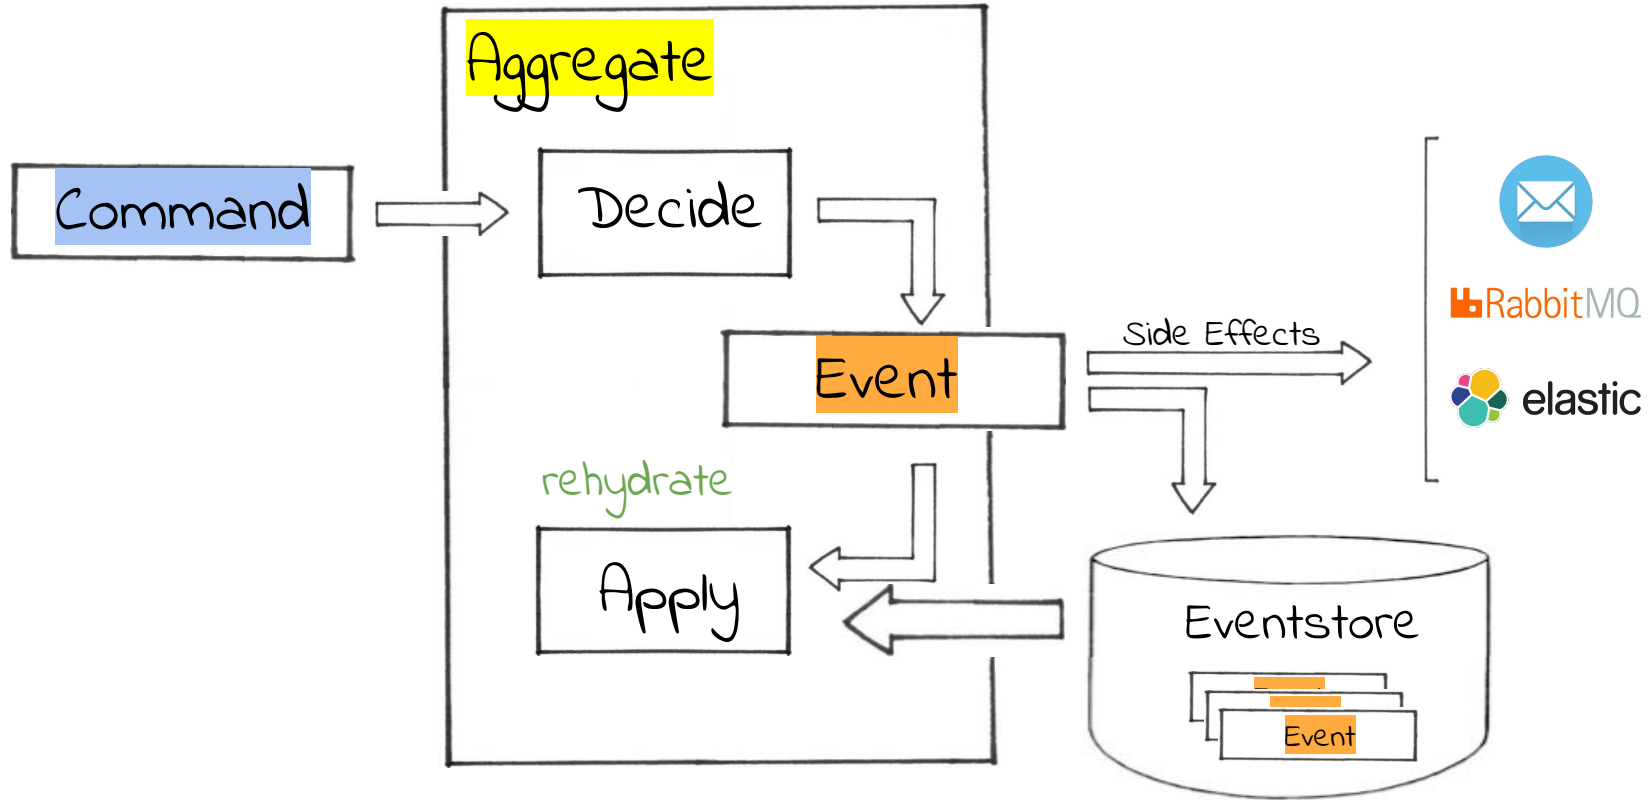 Aggregate
Command
Decide
Side Effects
RabbitMQ
Event
elastic
rehydrate
Apply
Eventstore
Event